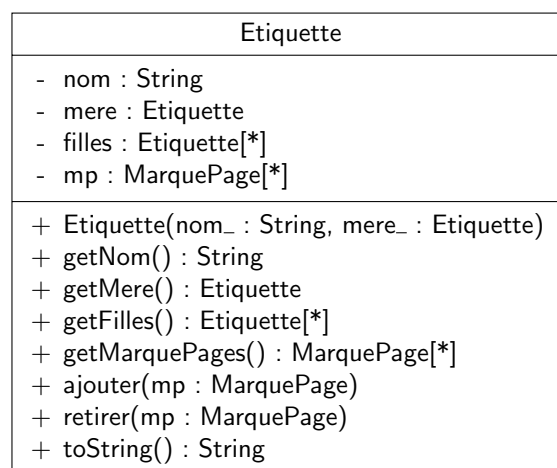 Etiquette
- nom : String
- mere : Etiquette
- filles : Etiquette[*]
- mp : MarquePage[*]
+ Etiquette(nom_ : String, mere_ : Etiquette)
+ getNom() : String
+ getMere() : Etiquette
+ getFilles() : Etiquette[*]
+ getMarquePages() : MarquePage[*]
+ ajouter(mp : MarquePage)
+ retirer(mp : MarquePage)
+ toString() : String